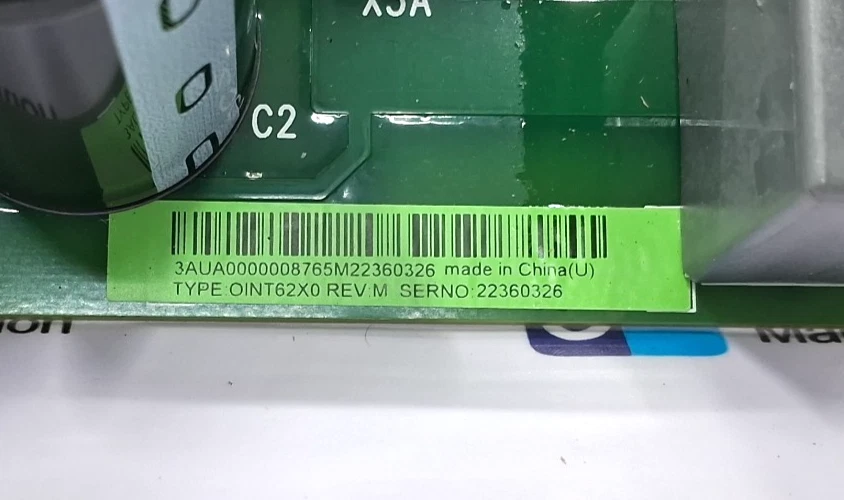 X5A
C2
3AUA0000008765M22360326 made in China(U)
TYPE:OINT62X0 REV:M SERNO:22360326